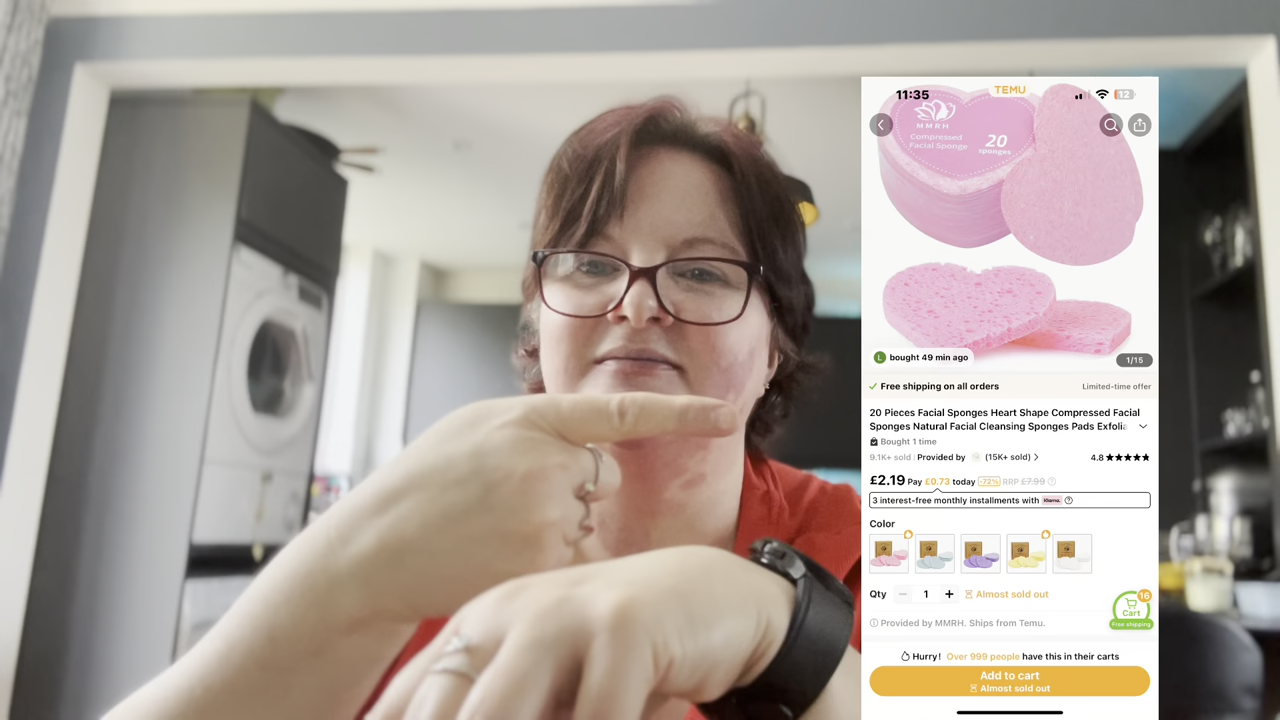 11:35
TEMU
12
MMRH
Compressed
Facial Sponge
20
sponges
L
bought 49 min ago
1/15
Free shipping on all orders
Limited-time offer
20 Pieces Facial Sponges Heart Shape Compressed Facial
Sponges Natural Facial Cleansing Sponges Pads Exfolia
Bought 1 time
9.1K+ sold | Provided by (15K+ sold) >
4.8 ★★★★★
£2.19 Pay £0.73 today -72% RRP £7.99
3 interest-free monthly installments with Klarna.
Color
Qty
1
Almost sold out
16
Cart
Free shipping
Provided by MMRH. Ships from Temu.
Hurry! Over 999 people have this in their carts
Add to cart
Almost sold out